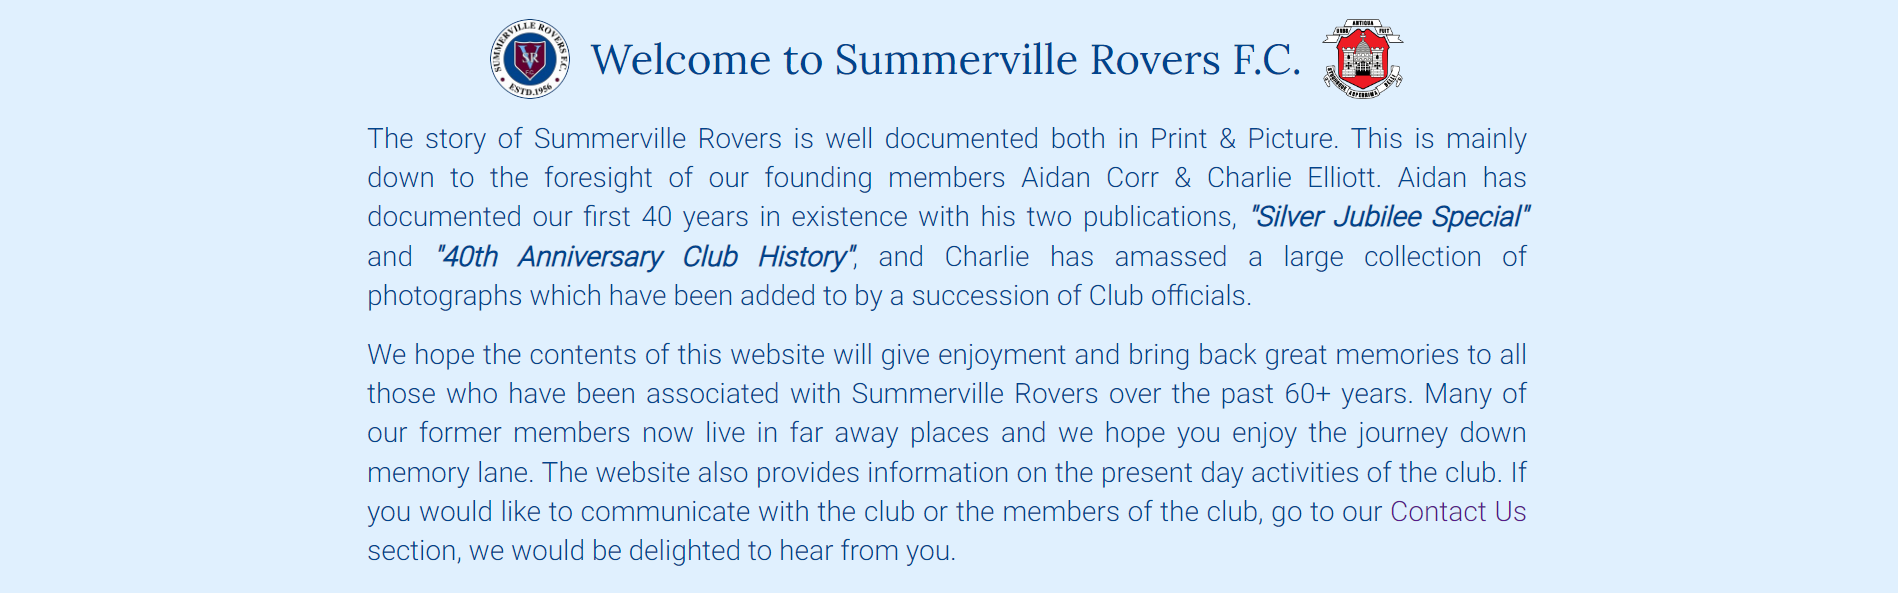 SUMMERVILLE ROVERS F.C.
SR
F.C.
ESTD.1956
Welcome to Summerville Rovers F.C.
ANTIQUA
URBS FUIT
STUDIISQUE ASPERRIMA BELLI
The story of Summerville Rovers is well documented both in Print & Picture. This is mainly
down to the foresight of our founding members Aidan Corr & Charlie Elliott. Aidan has
documented our first 40 years in existence with his two publications, "Silver Jubilee Special"
and "40th Anniversary Club History", and Charlie has amassed a large collection of
photographs which have been added to by a succession of Club officials.
We hope the contents of this website will give enjoyment and bring back great memories to all
those who have been associated with Summerville Rovers over the past 60+ years. Many of
our former members now live in far away places and we hope you enjoy the journey down
memory lane. The website also provides information on the present day activities of the club. If
you would like to communicate with the club or the members of the club, go to our Contact Us
section, we would be delighted to hear from you.